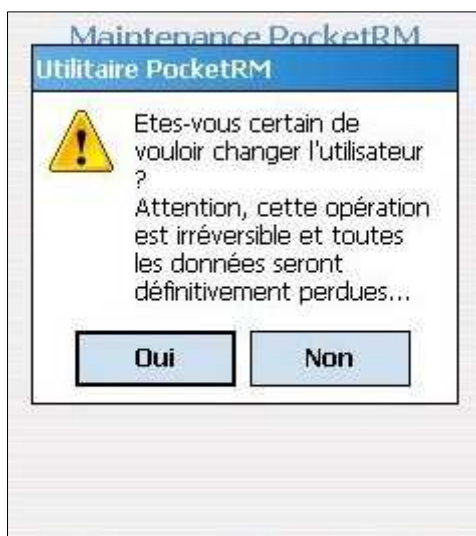 Maintenance PocketRM
Utilitaire PocketRM
Etes-vous certain de
vouloir changer l'utilisateur
?
Attention, cette opération
est irréversible et toutes
les données seront
définitivement perdues...
Oui
Non